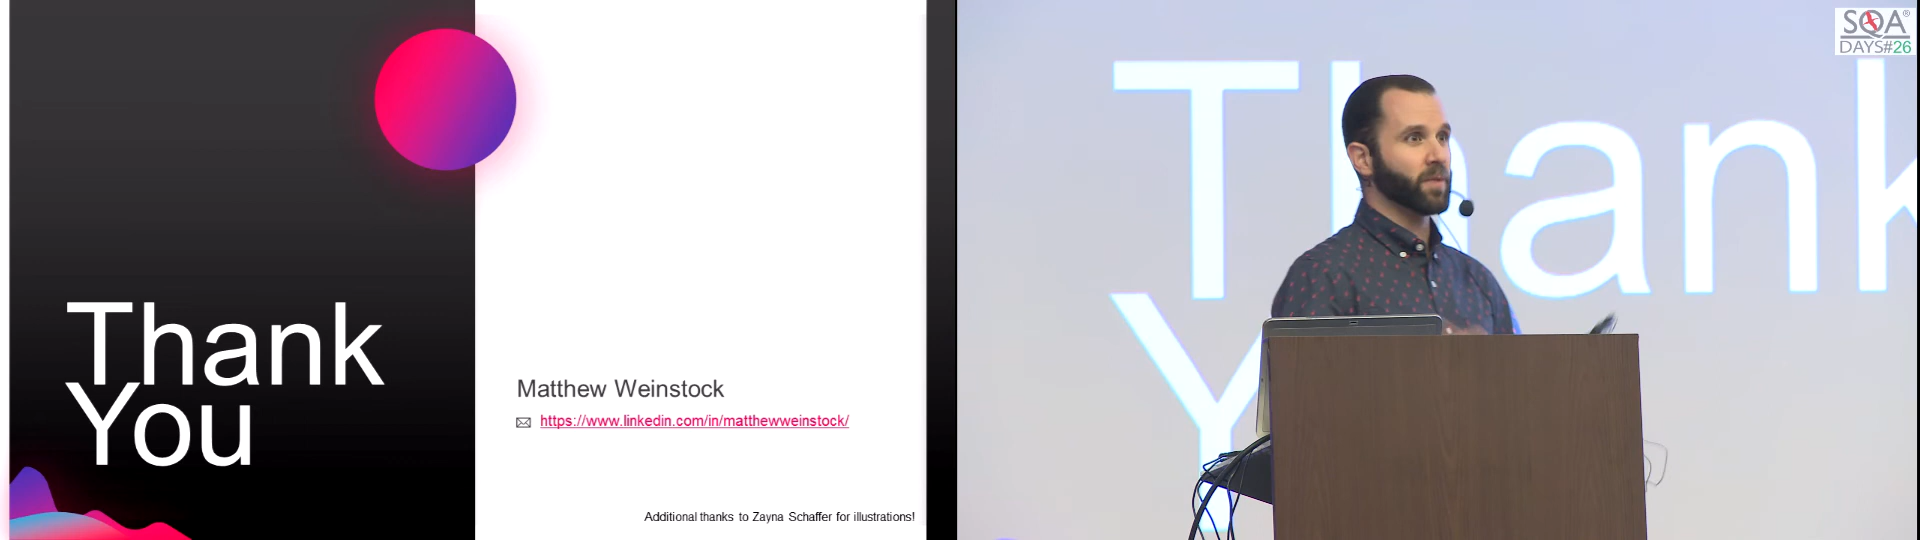 Thank
You
Matthew Weinstock
https://www.linkedin.com/in/matthewweinstock/
Additional thanks to Zayna Schaffer for illustrations!
Thank
Y
SQA®
DAYS#26